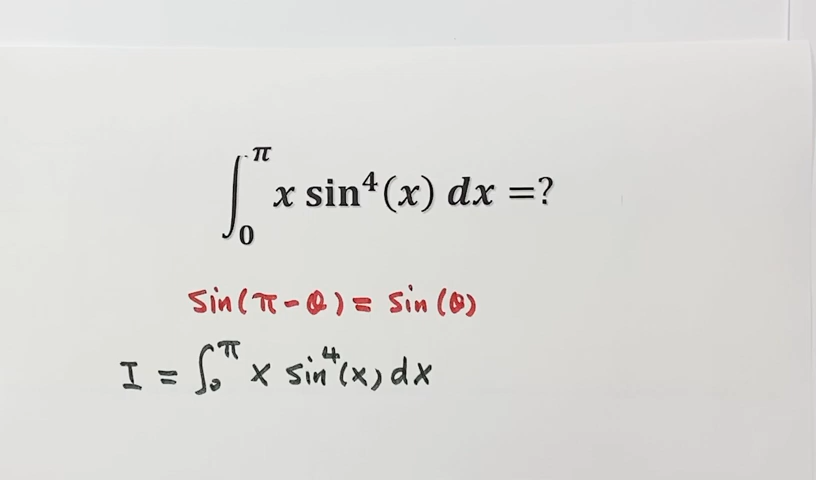 ∫₀^π x sin⁴(x) dx =?
sin(π-θ) = sin(θ)
I = ∫₀^π x sin⁴(x) dx